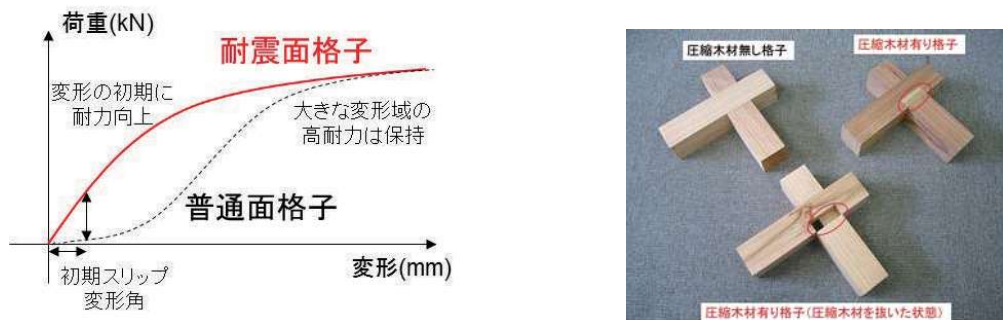 荷重(kN)
耐震面格子
変形の初期に
耐力向上
大きな変形域の
高耐力は保持
普通面格子
変形(mm)
初期スリップ
変形角
圧縮木材無し格子
圧縮木材有り格子
圧縮木材有り格子(圧縮木材を抜いた状態)